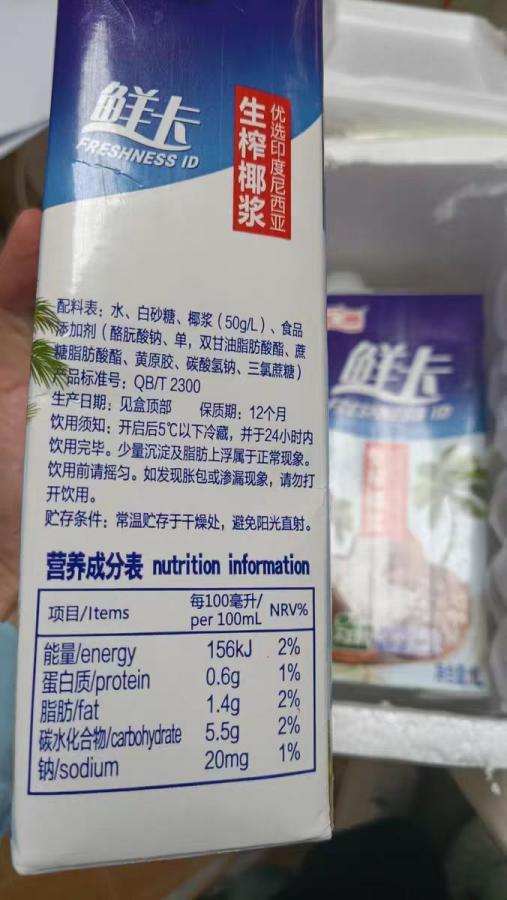 鲜卡
FRESHNESS ID
优选印度尼西亚
生榨椰浆
配料表：水、白砂糖、椰浆（50g/L）、食品
添加剂（酪朊酸钠、单，双甘油脂肪酸酯、蔗
糖脂肪酸酯、黄原胶、碳酸氢钠、三氯蔗糖）
产品标准号：QB/T 2300
生产日期：见盒顶部 保质期：12个月
饮用须知：开启后5℃以下冷藏，并于24小时内
饮用完毕。少量沉淀及脂肪上浮属于正常现象。
饮用前请摇匀。如发现胀包或渗漏现象，请勿打
开饮用。
贮存条件：常温贮存于干燥处，避免阳光直射。
营养成分表 nutrition information
项目/Items 每100毫升/per 100mL NRV%
能量/energy 156kJ 2%
蛋白质/protein 0.6g 1%
脂肪/fat 1.4g 2%
碳水化合物/carbohydrate 5.5g 2%
钠/sodium 20mg 1%
鲜卡
FRESHNESS ID